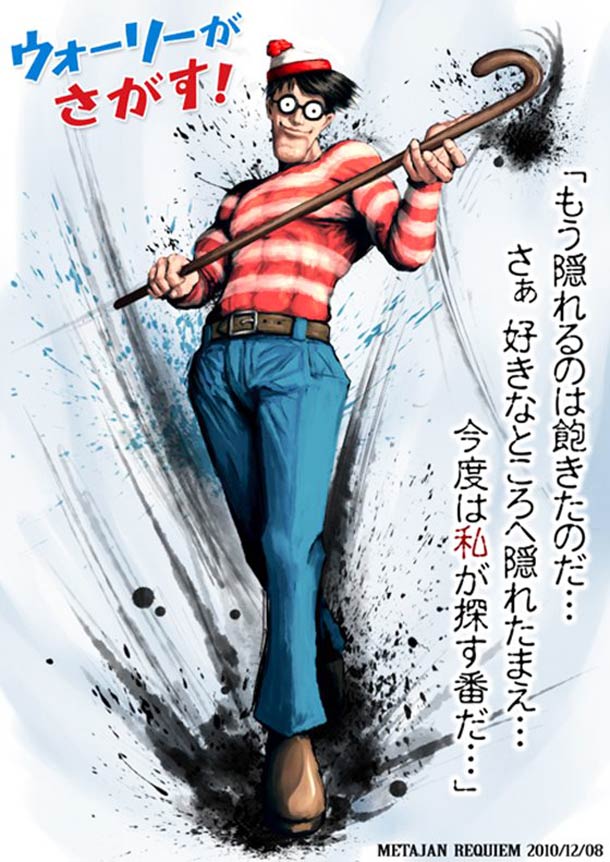 ウォーリーが
さがす!
「もう隠れるのは飽きたのだ…
さぁ 好きなところへ隠れたまえ…
今度は私が探す番だ…」
METAJAN REQUIEM 2010/12/08